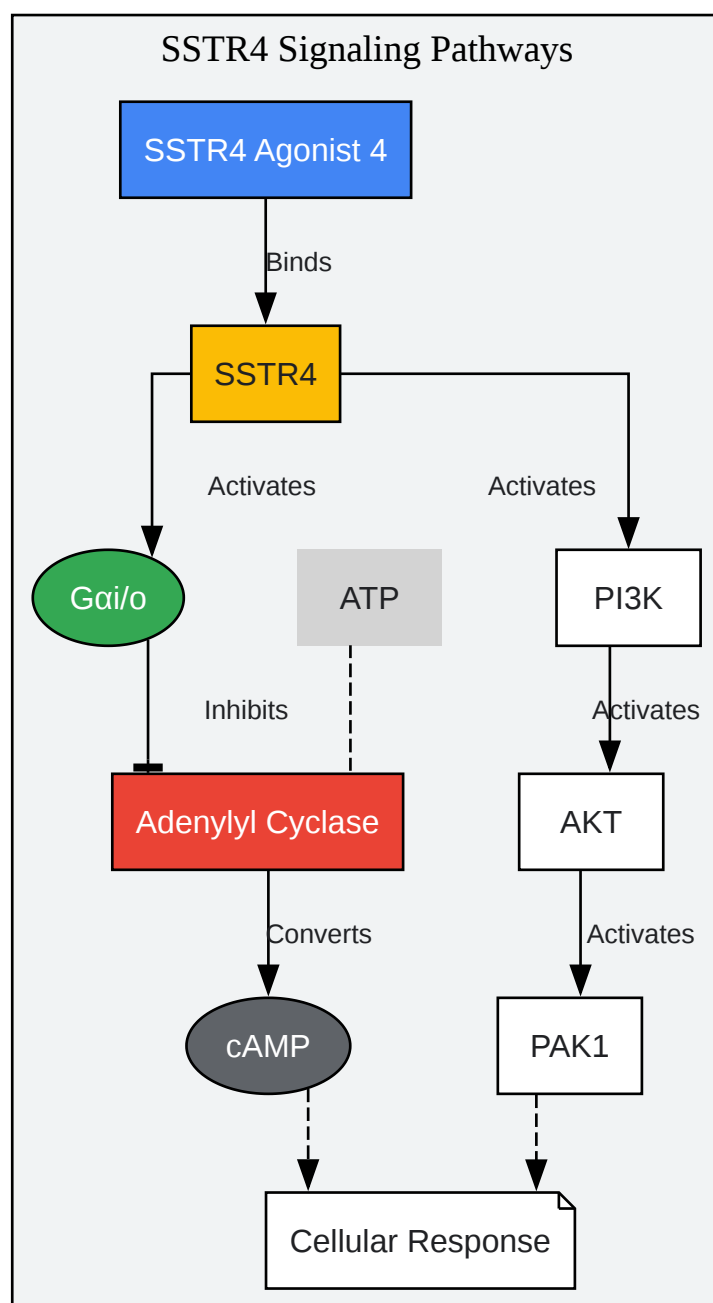 SSTR4 Signaling Pathways
SSTR4 Agonist 4
Binds
SSTR4
Activates
Activates
Gαi/o
ATP
PI3K
Inhibits
Activates
Adenylyl Cyclase
AKT
Converts
Activates
cAMP
PAK1
Cellular Response